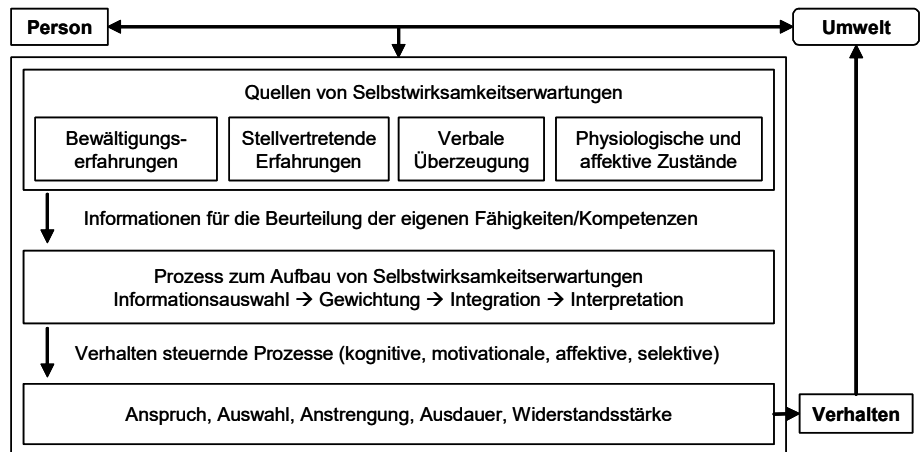 Person
Umwelt
Quellen von Selbstwirksamkeitserwartungen
Bewältigungs-
erfahrungen
Stellvertretende
Erfahrungen
Verbale
Überzeugung
Physiologische und
affektive Zustände
Informationen für die Beurteilung der eigenen Fähigkeiten/Kompetenzen
Prozess zum Aufbau von Selbstwirksamkeitserwartungen
Informationsauswahl → Gewichtung → Integration → Interpretation
Verhalten steuernde Prozesse (kognitive, motivationale, affektive, selektive)
Anspruch, Auswahl, Anstrengung, Ausdauer, Widerstandsstärke
Verhalten